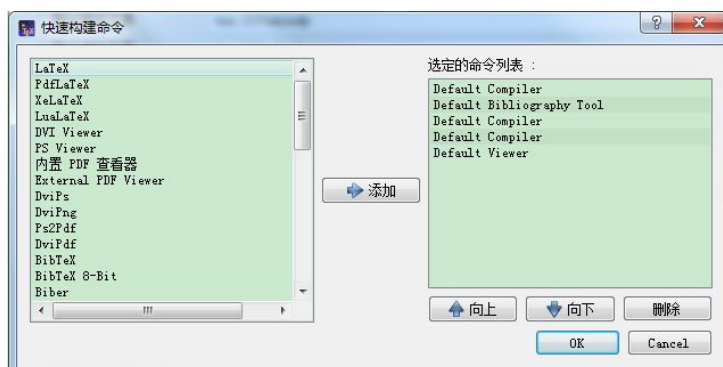 快速构建命令
LaTeX
PdfLaTeX
XeLaTeX
LuaLaTeX
DVI Viewer
PS Viewer
内置 PDF 查看器
External PDF Viewer
DviPs
DviPng
Ps2Pdf
DviPdf
BibTeX
BibTeX 8-Bit
Biber
添加
选定的命令列表 :
Default Compiler
Default Bibliography Tool
Default Compiler
Default Compiler
Default Viewer
向上 向下 删除
OK Cancel